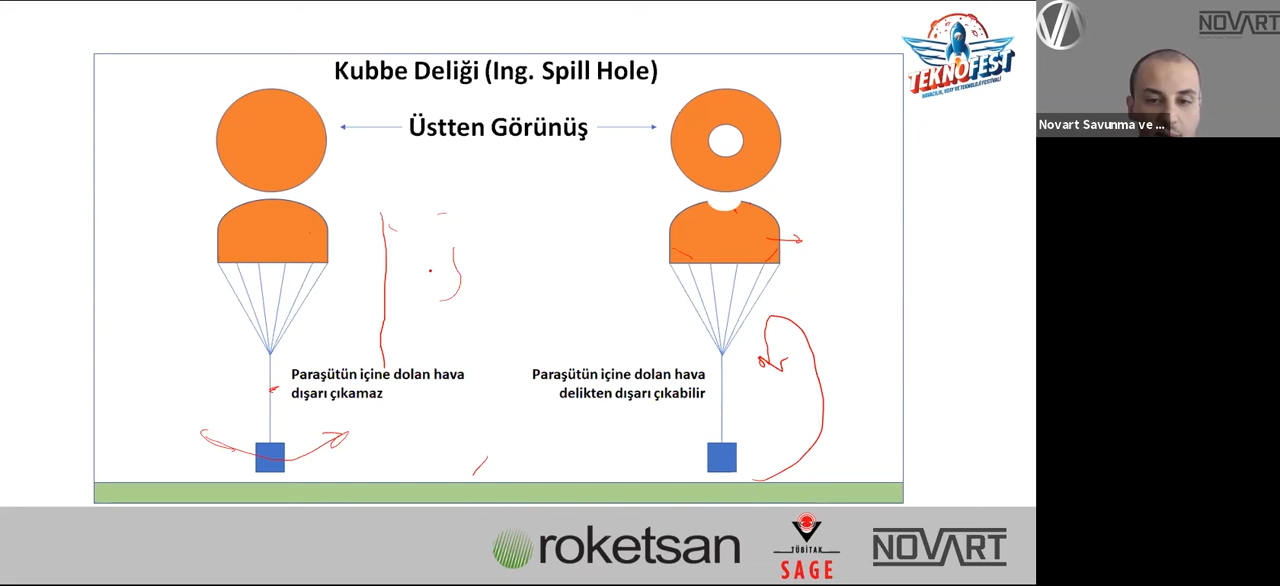 Kubbe Deliği (Ing. Spill Hole)
Üstten Görünüş
Paraşütün içine dolan hava
dışarı çıkamaz
Paraşütün içine dolan hava
delikten dışarı çıkabilir
TEKNOFEST
HAVACILIK, UZAY VE TEKNOLOJİ FESTİVALİ
NOVART
Novart Savunma ve ...
roketsan
TÜBİTAK
SAGE
NOVART